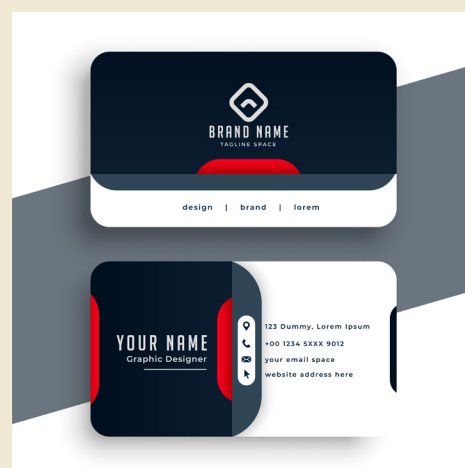 BRAND NAME
TAGLINE SPACE
design | brand | lorem
YOUR NAME
Graphic Designer
123 Dummy, Lorem Ipsum
+00 1234 5XXX 9012
your email space
website address here